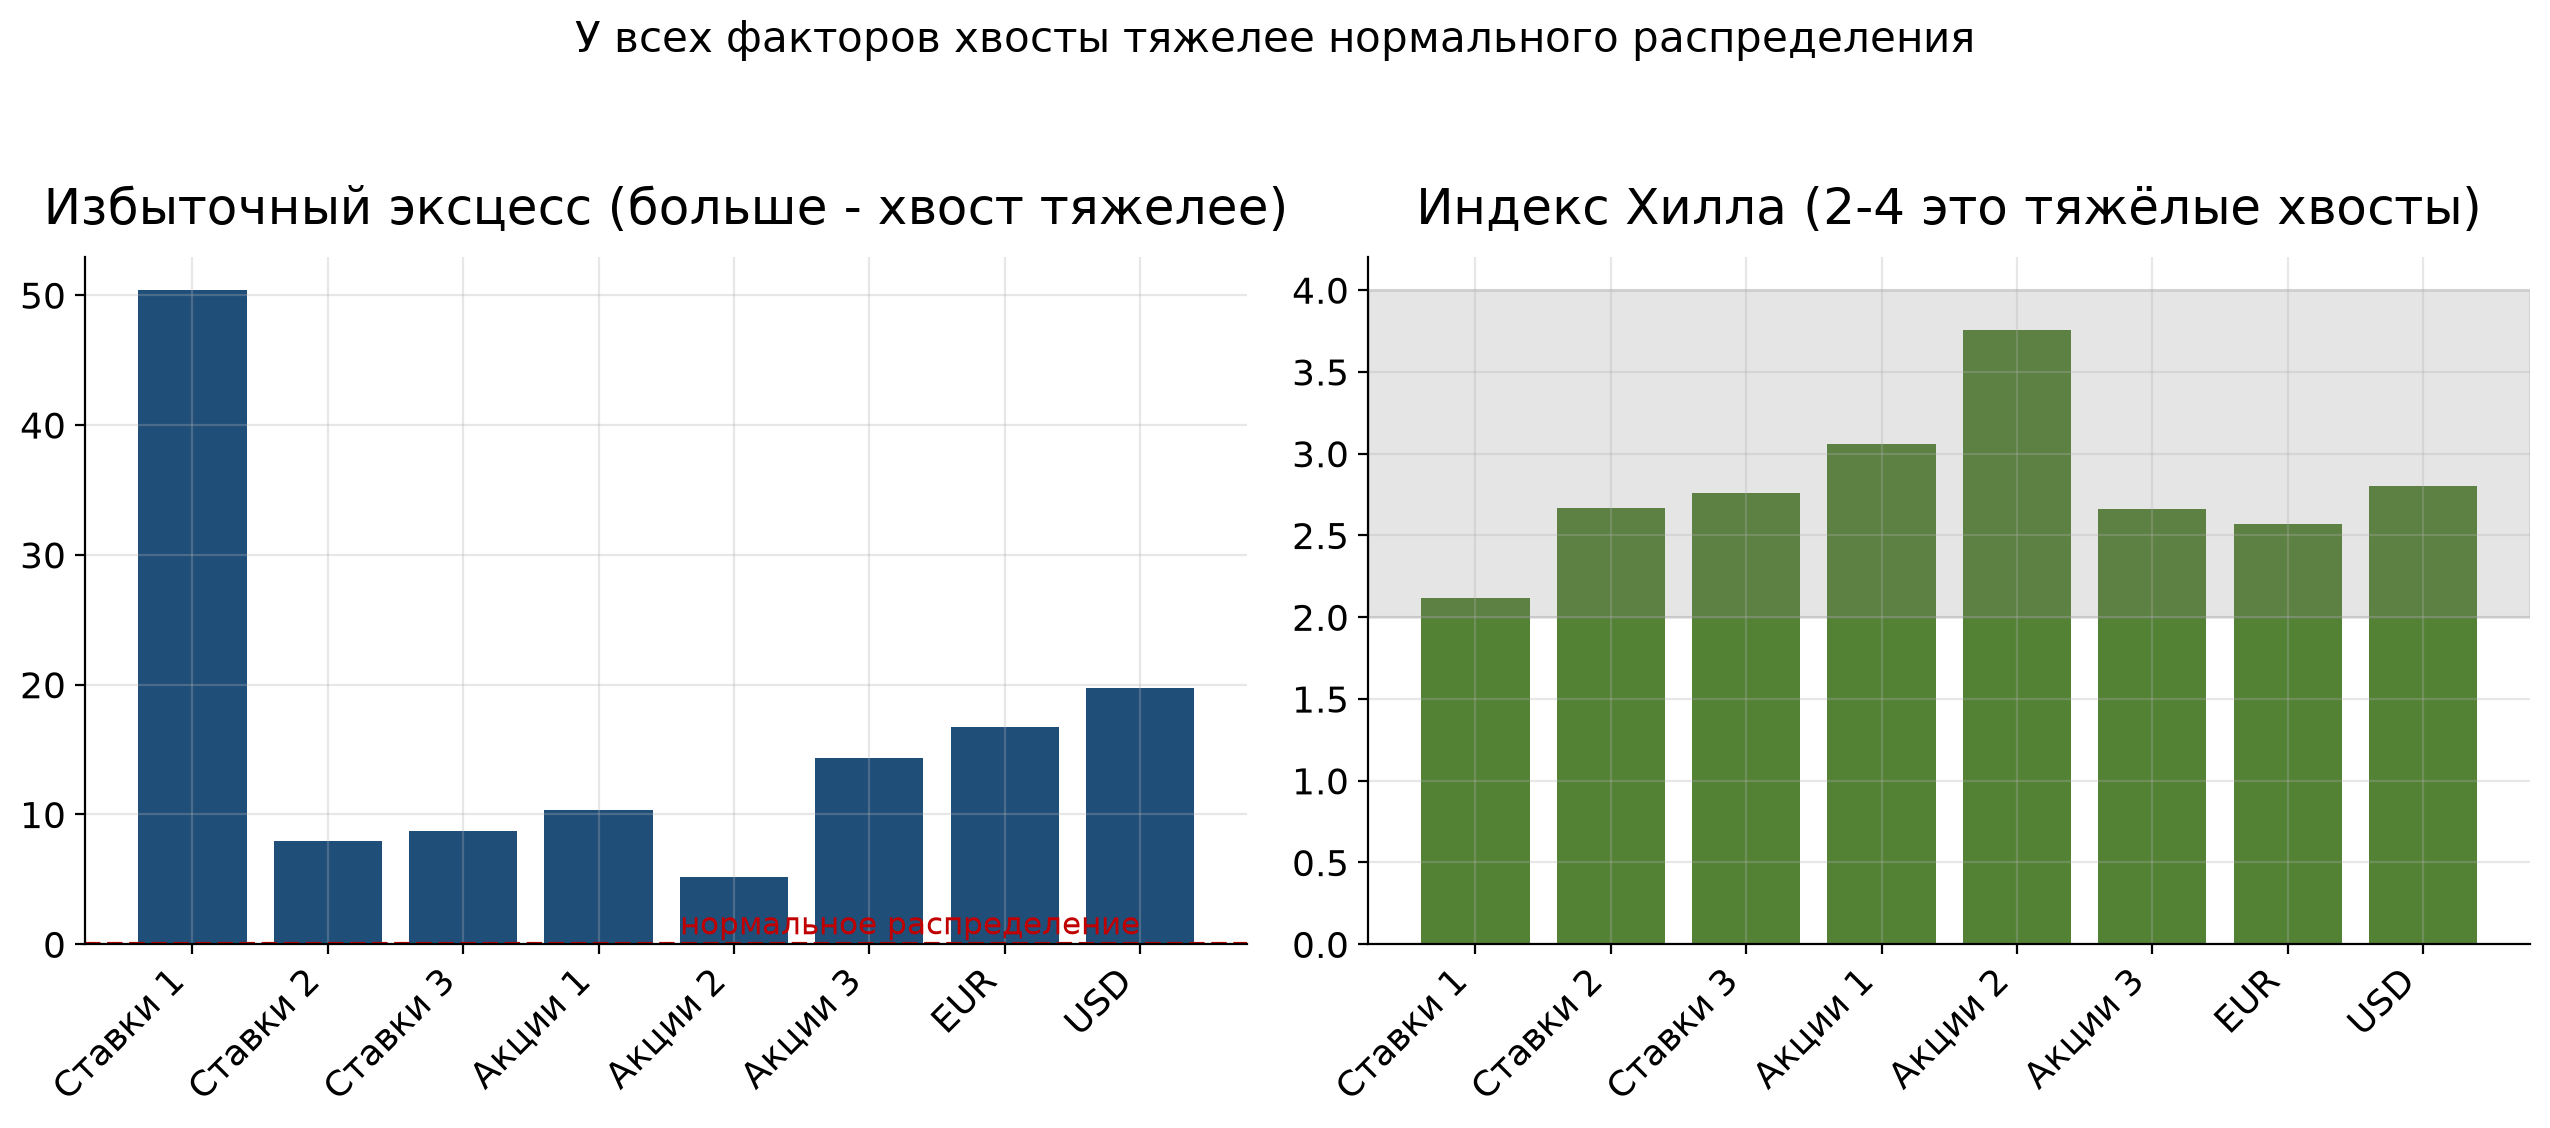 У всех факторов хвосты тяжелее нормального распределения
Избыточный эксцесс (больше - хвост тяжелее)
50
40
30
20
10
0
нормальное распределение
Ставки 1
Ставки 2
Ставки 3
Акции 1
Акции 2
Акции 3
EUR
USD
Индекс Хилла (2-4 это тяжёлые хвосты)
4.0
3.5
3.0
2.5
2.0
1.5
1.0
0.5
0.0
Ставки 1
Ставки 2
Ставки 3
Акции 1
Акции 2
Акции 3
EUR
USD